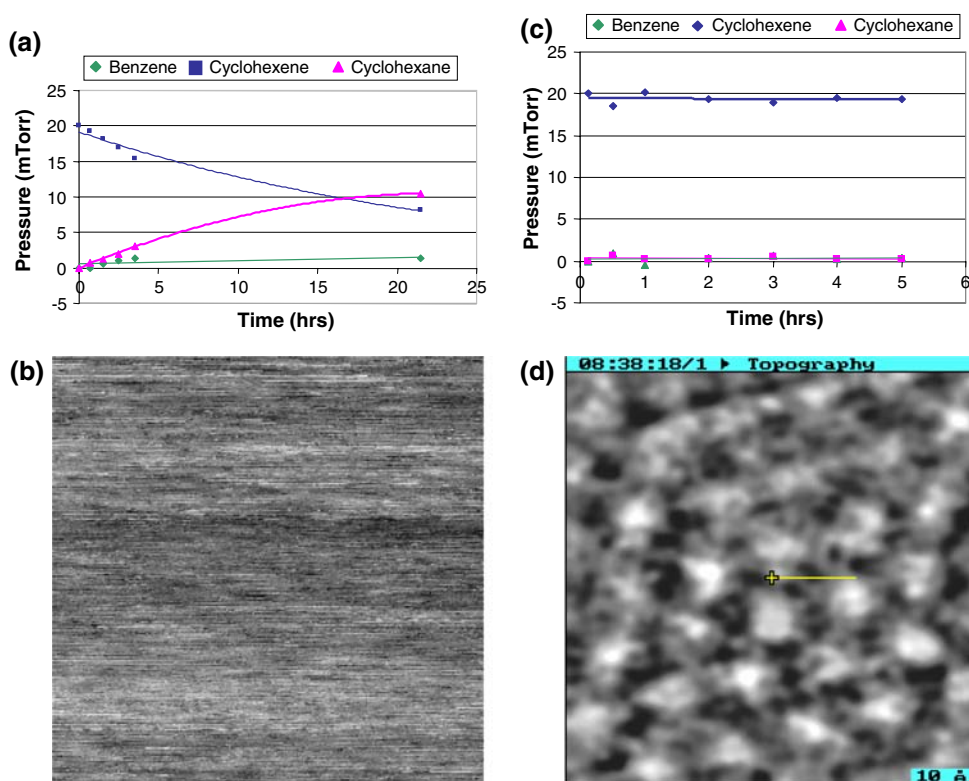 (a)
Benzene Cyclohexene Cyclohexane
25
20
15
10
5
0
-5
Pressure (mTorr)
0 5 10 15 20 25
Time (hrs)
(c)
Benzene Cyclohexene Cyclohexane
25
20
15
10
5
0
-5
Pressure (mTorr)
0 1 2 3 4 5 6
Time (hrs)
(b)
(d)
08:38:18/1 ▶ Topography
10